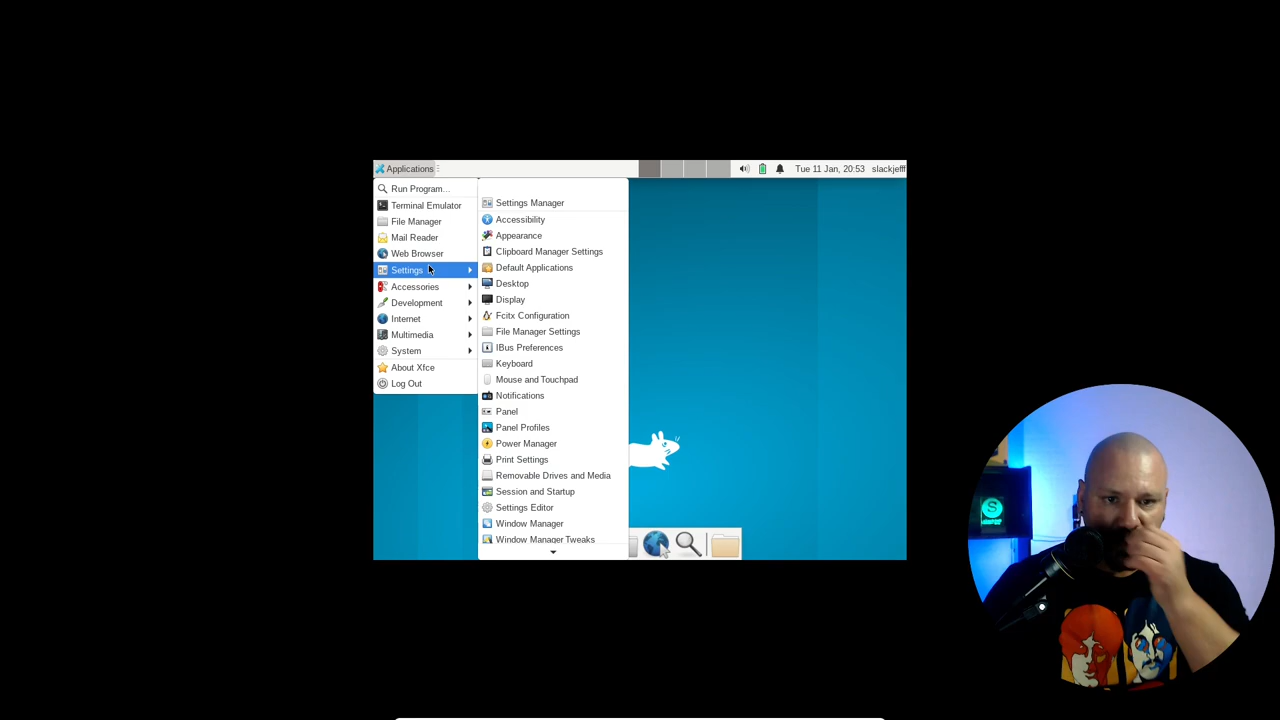 Applications
Tue 11 Jan, 20:53 slackjefff
Run Program...
Terminal Emulator
File Manager
Mail Reader
Web Browser
Settings
Accessories
Development
Internet
Multimedia
System
About Xfce
Log Out
Settings Manager
Accessibility
Appearance
Clipboard Manager Settings
Default Applications
Desktop
Display
Fcitx Configuration
File Manager Settings
IBus Preferences
Keyboard
Mouse and Touchpad
Notifications
Panel
Panel Profiles
Power Manager
Print Settings
Removable Drives and Media
Session and Startup
Settings Editor
Window Manager
Window Manager Tweaks
S